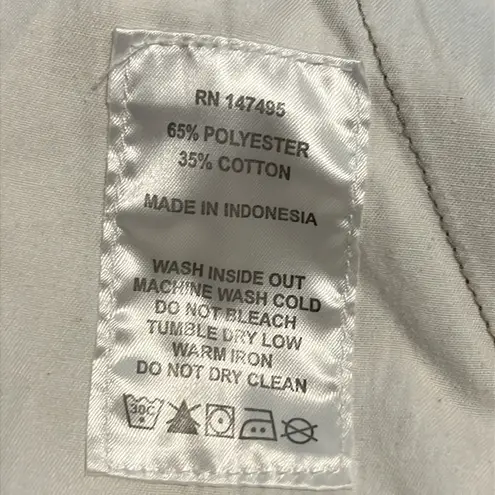 RN 147495
65% POLYESTER
35% COTTON
MADE IN INDONESIA
WASH INSIDE OUT
MACHINE WASH COLD
DO NOT BLEACH
TUMBLE DRY LOW
WARM IRON
DO NOT DRY CLEAN
30C